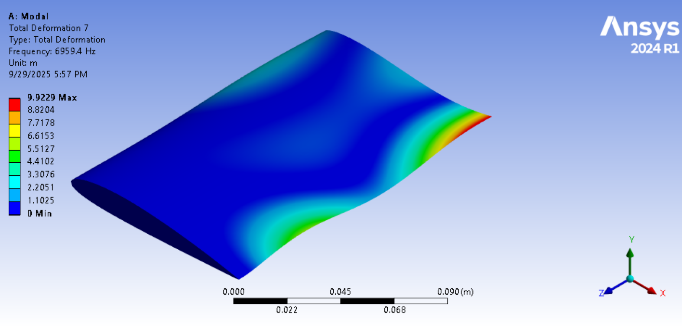 A: Modal
Total Deformation 7
Type: Total Deformation
Frequency: 6959.4 Hz
Unit: m
9/29/2025 5:57 PM
9.9229 Max
8.8204
7.7178
6.6153
5.5127
4.4102
3.3076
2.2051
1.1025
0 Min
Ansys
2024 R1
0.000
0.045
0.090 (m)
0.022
0.068
Y
Z
X